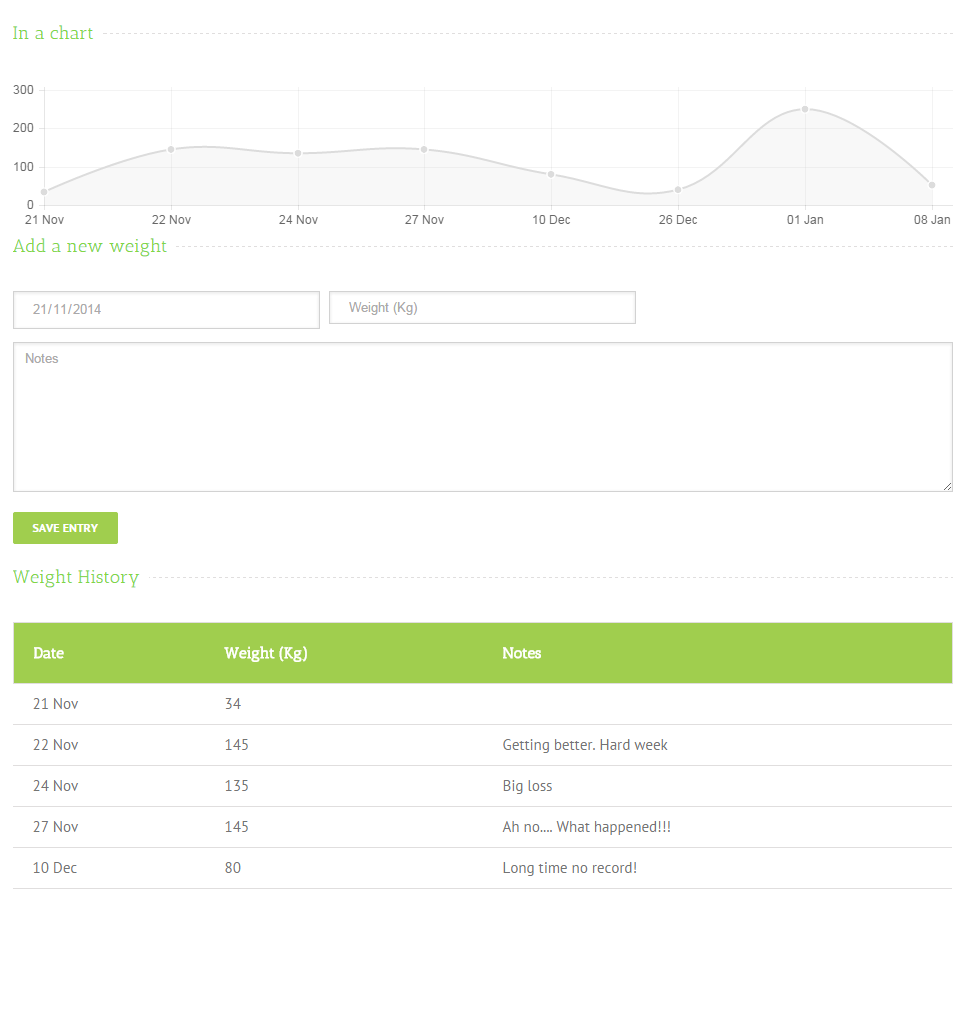 In a chart
300
200
100
0
21 Nov 22 Nov 24 Nov 27 Nov 10 Dec 26 Dec 01 Jan 08 Jan
Add a new weight
21/11/2014 Weight (Kg)
Notes
SAVE ENTRY
Weight History
Date Weight (Kg) Notes
21 Nov 34
22 Nov 145 Getting better. Hard week
24 Nov 135 Big loss
27 Nov 145 Ah no.... What happened!!!
10 Dec 80 Long time no record!